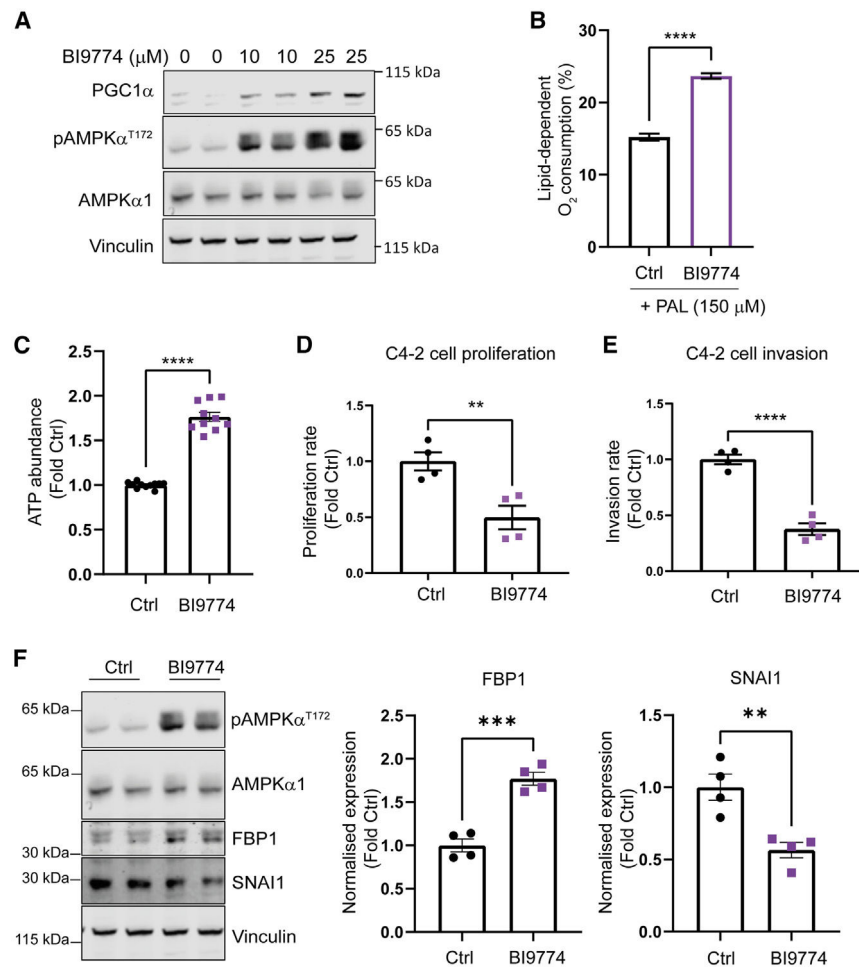 A
BI9774 (μM) 0 0 10 10 25 25
115 kDa
PGC1α
65 kDa
pAMPKα^T172
65 kDa
AMPKα1
Vinculin
115 kDa
B
Lipid-dependent
O₂ consumption (%)
30
20
10
0
****
Ctrl BI9774
+ PAL (150 μM)
C
ATP abundance
(Fold Ctrl)
2.5
2.0
1.5
1.0
0.5
0.0
****
Ctrl BI9774
D
C4-2 cell proliferation
Proliferation rate
(Fold Ctrl)
1.5
1.0
0.5
0.0
**
Ctrl BI9774
E
C4-2 cell invasion
Invasion rate
(Fold Ctrl)
1.5
1.0
0.5
0.0
****
Ctrl BI9774
F
Ctrl BI9774
65 kDa
pAMPKα^T172
65 kDa
AMPKα1
FBP1
30 kDa
30 kDa
SNAI1
Vinculin
115 kDa
FBP1
Normalised expression
(Fold Ctrl)
2.5
2.0
1.5
1.0
0.5
0.0
***
Ctrl BI9774
SNAI1
Normalised expression
(Fold Ctrl)
1.5
1.0
0.5
0.0
**
Ctrl BI9774